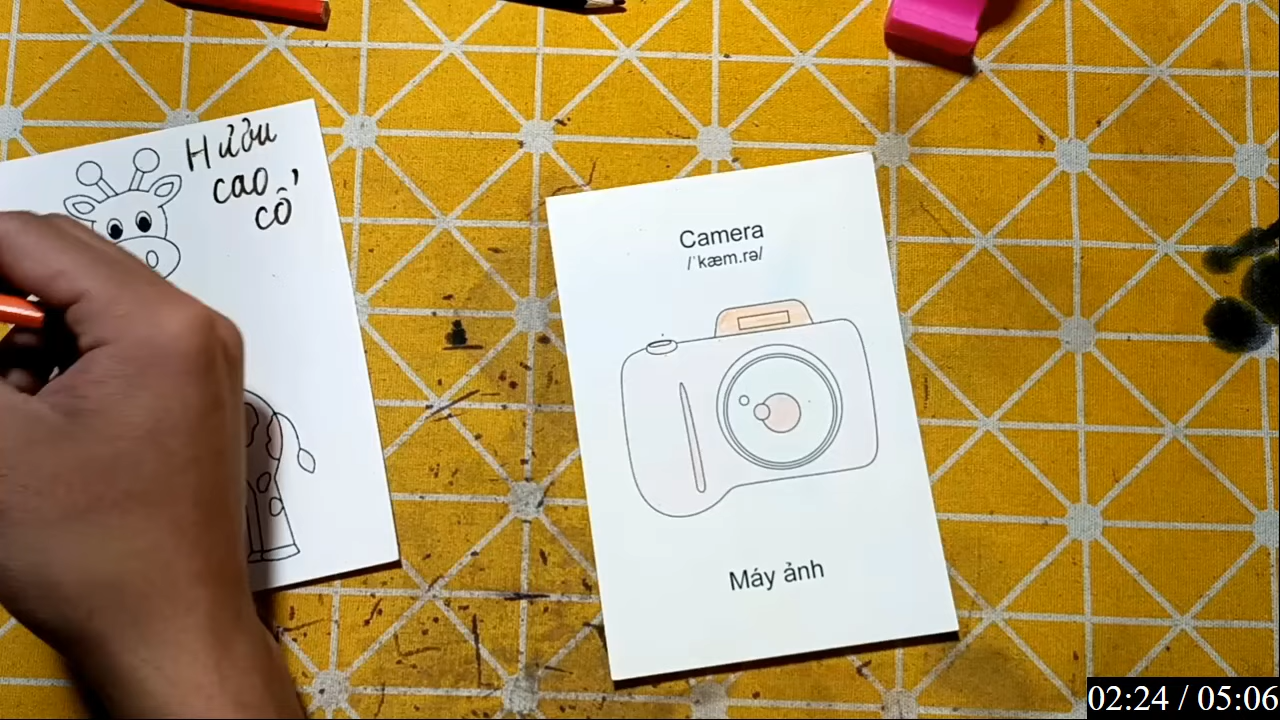 Hươu
cao
cổ
Camera
/ˈkæm.rə/
Máy ảnh
02:24 / 05:06